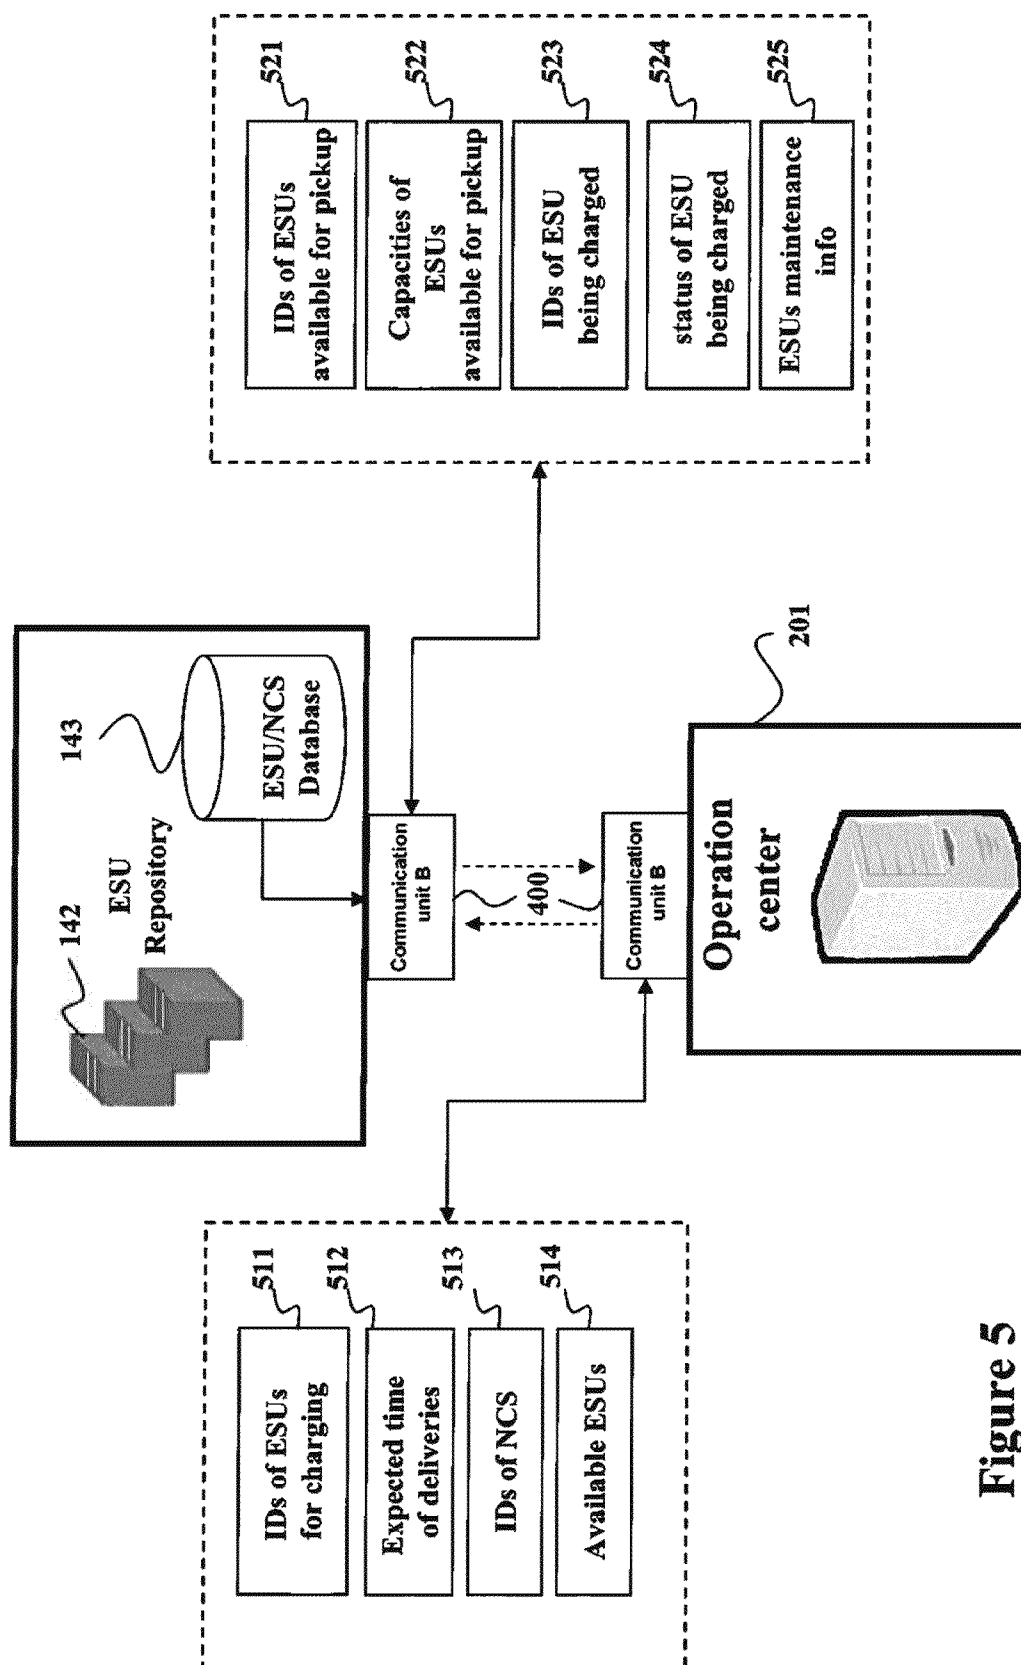 511
IDs of ESUs
for charging
512
Expected time
of deliveries
513
IDs of NCS
514
Available ESUs
142
ESU
Repository
143
ESU/NCS
Database
Communication
unit B
400
Communication
unit B
Operation
center
201
521
IDs of ESUs
available for pickup
522
Capacities of
ESUs
available for pickup
523
IDs of ESU
being charged
524
status of ESU
being charged
525
ESUs maintenance
info
Figure 5